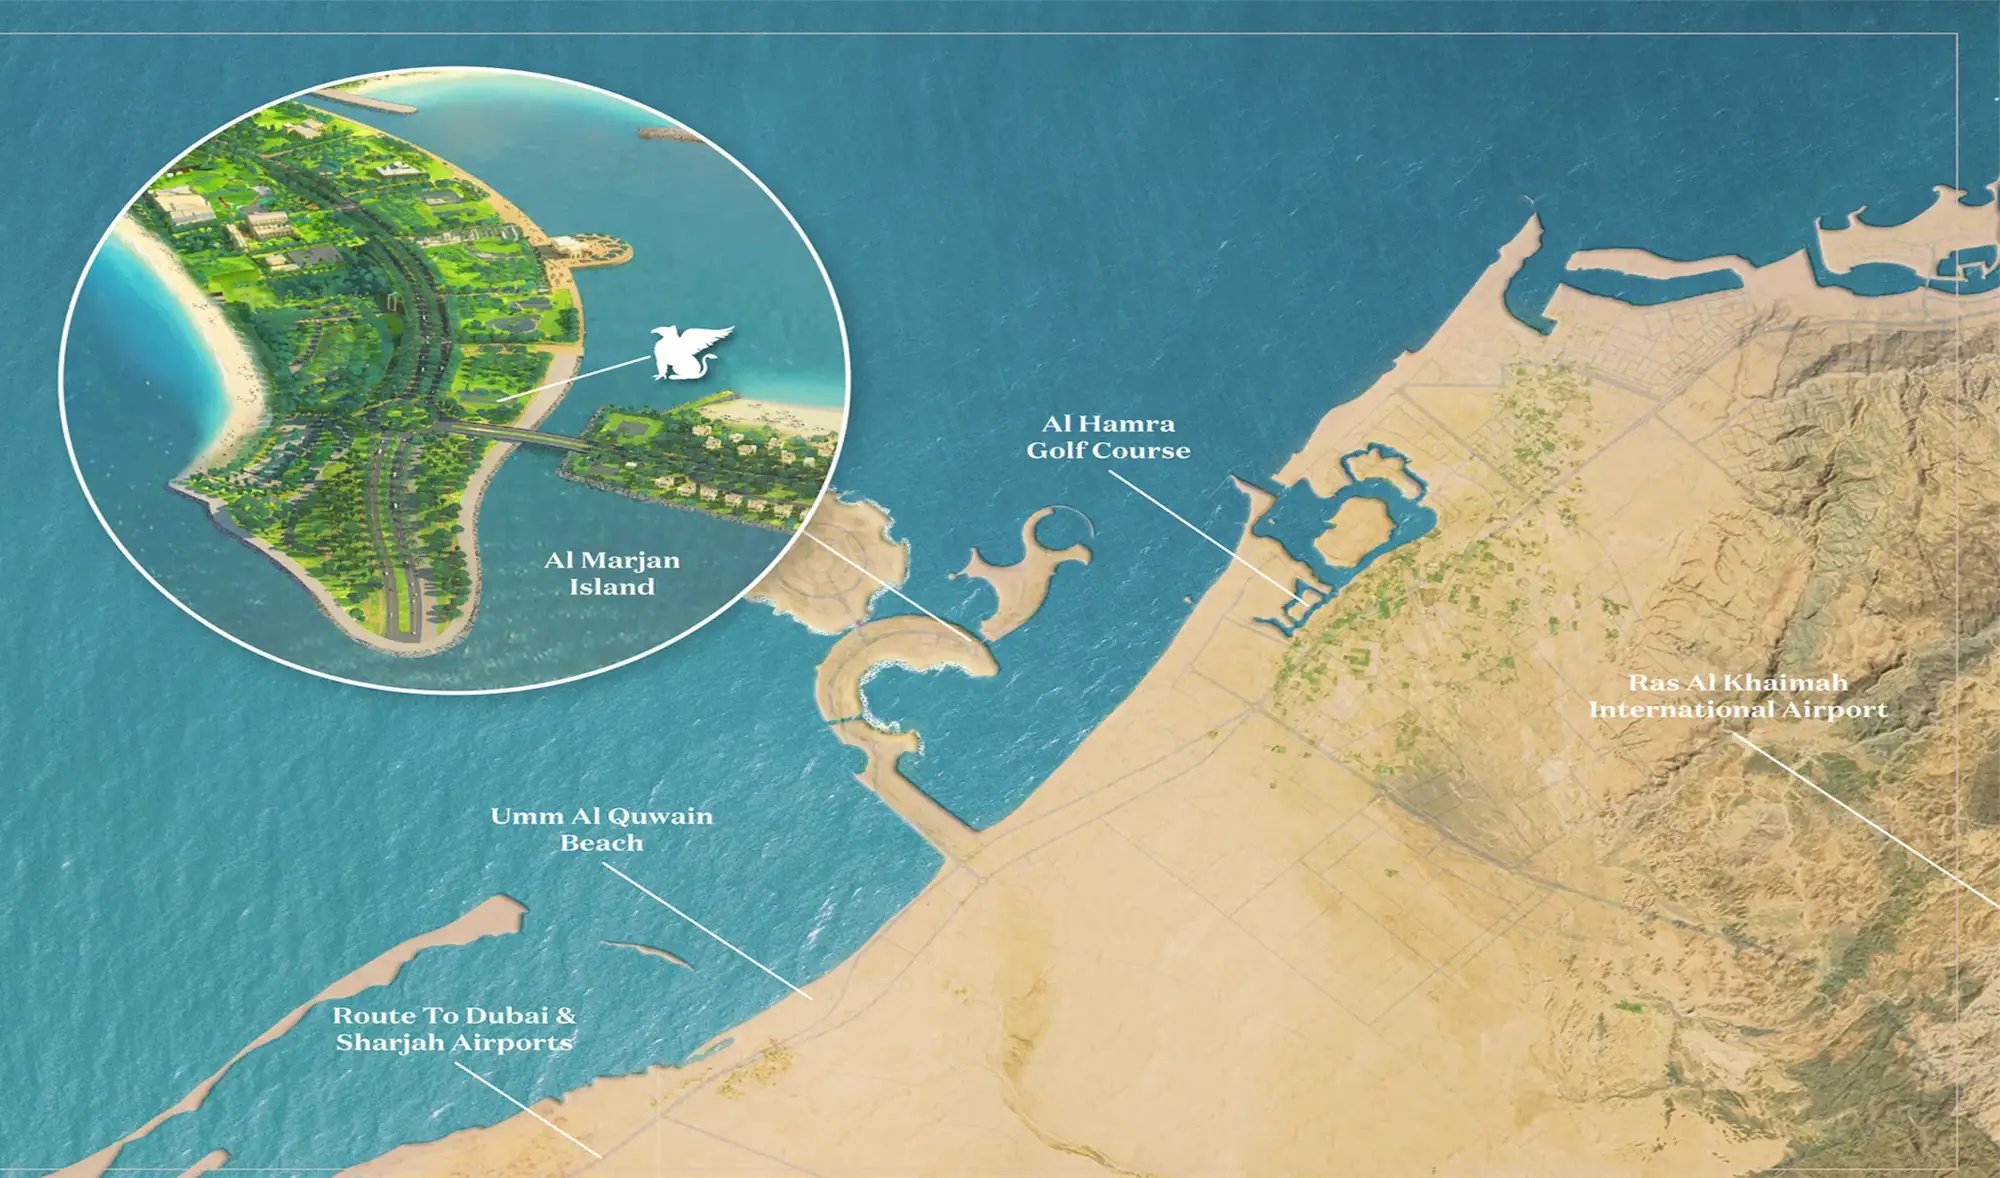 Al Hamra
Golf Course
Al Marjan
Island
Ras Al Khaimah
International Airport
Umm Al Quwain
Beach
Route To Dubai &
Sharjah Airports